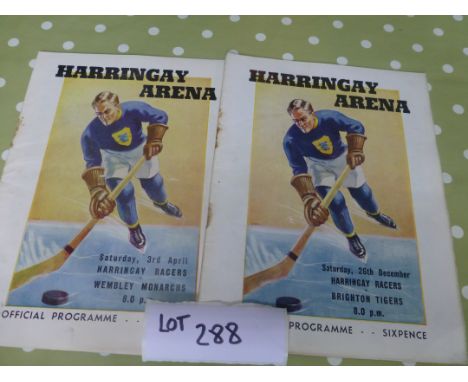 HARRINGAY
ARENA
Saturday, 3rd April
HARRINGAY RACERS
WEMBLEY MONARCHS
8.0 p.
OFFICIAL PROGRAMME - -
HARRINGAY
ARENA
Saturday, 26th December
HARRINGAY RACERS
BRIGHTON TIGERS
8.0 p.m.
PROGRAMME - - SIXPENCE
LOT 288